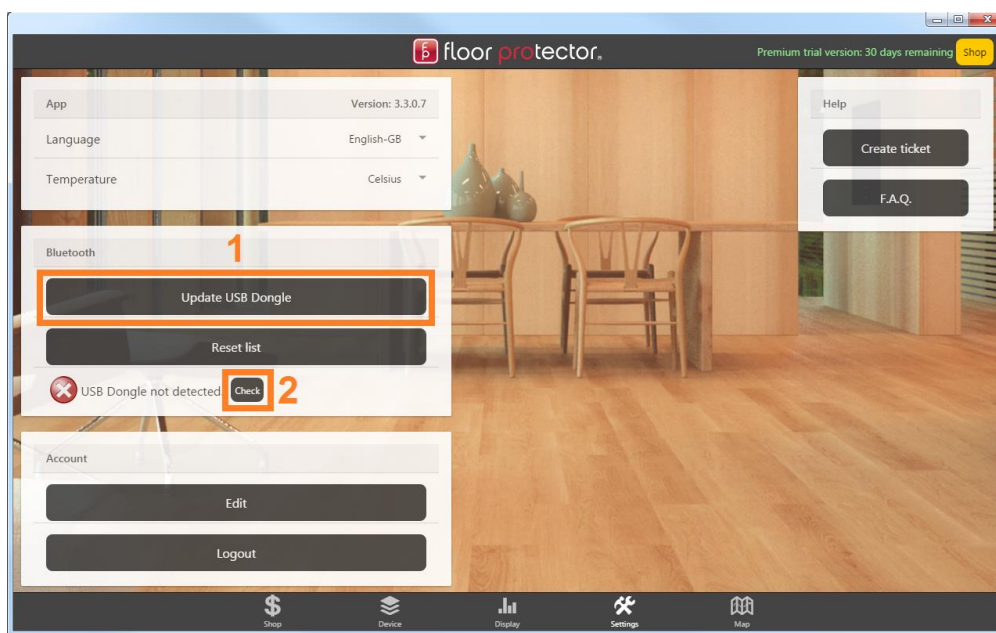 floor protector®
Premium trial version: 30 days remaining Shop
App Version: 3.3.0.7
Language English-GB
Temperature Celsius
Bluetooth
1
Update USB Dongle
Reset list
USB Dongle not detected. Check
2
Account
Edit
Logout
Help
Create ticket
F.A.Q.
Shop
Device
Display
Settings
Map